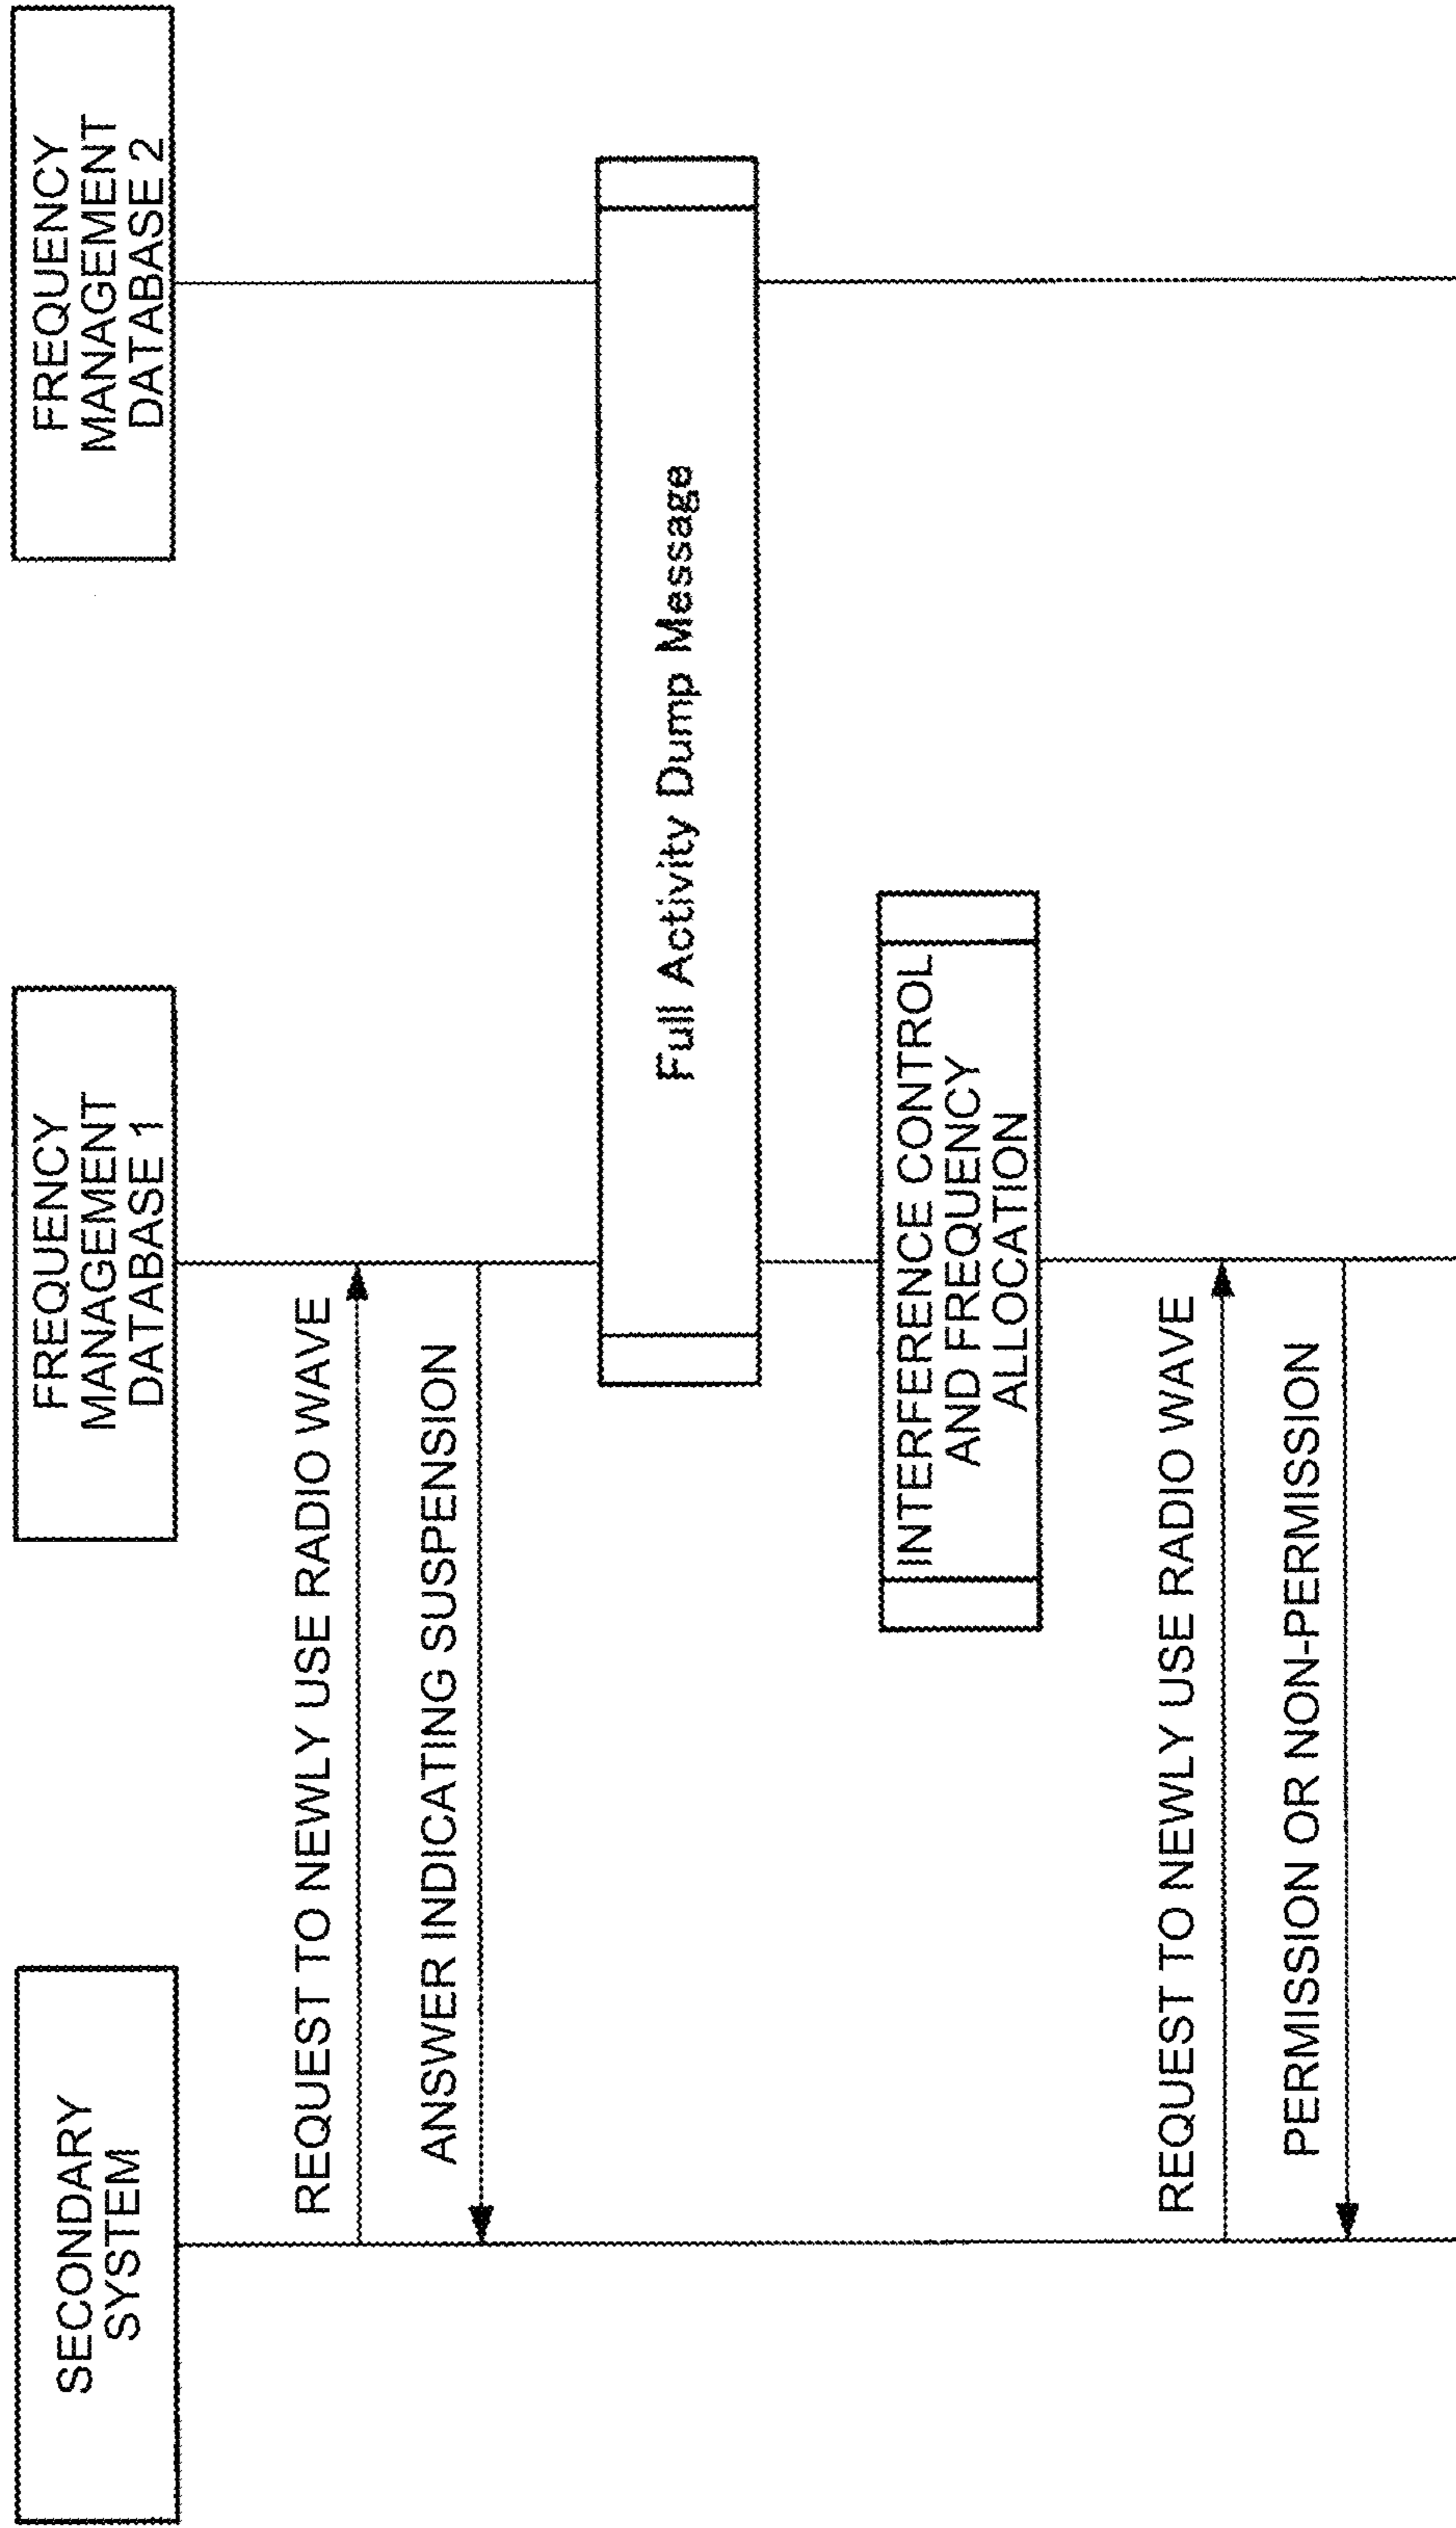 SECONDARY
SYSTEM
FREQUENCY
MANAGEMENT
DATABASE 1
FREQUENCY
MANAGEMENT
DATABASE 2
REQUEST TO NEWLY USE RADIO WAVE
ANSWER INDICATING SUSPENSION
Full Activity Dump Message
INTERFERENCE CONTROL
AND FREQUENCY
ALLOCATION
REQUEST TO NEWLY USE RADIO WAVE
PERMISSION OR NON-PERMISSION